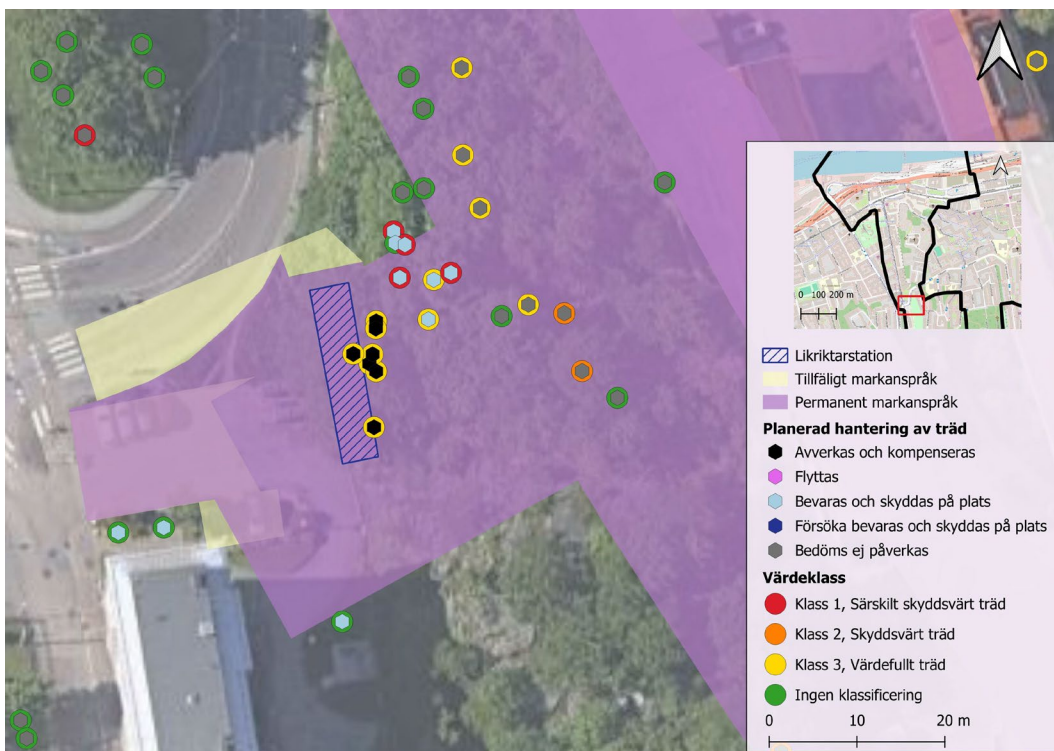 0 100 200 m
Likriktarstation
Tillfäligt markanspråk
Permanent markanspråk
Planerad hantering av träd
Avverkas och kompenseras
Flyttas
Bevaras och skyddas på plats
Försöka bevaras och skyddas på plats
Bedöms ej påverkas
Värdeklass
Klass 1, Särskilt skyddsvärt träd
Klass 2, Skyddsvärt träd
Klass 3, Värdefullt träd
Ingen klassificering
0 10 20 m